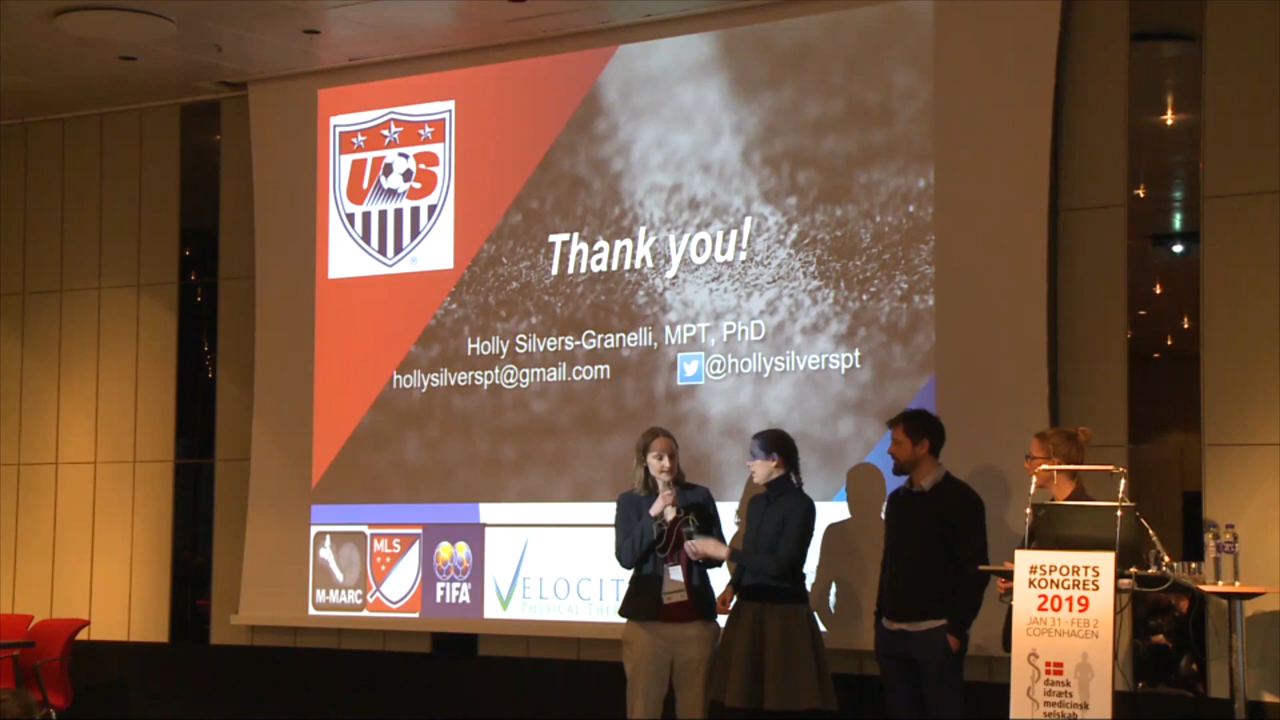 US
Thank you!
Holly Silvers-Granelli, MPT, PhD
hollysilverspt@gmail.com
@hollysilverspt
M-MARC
MLS
FIFA
VELOCIT
PHYSICAL THER
#SPORTS
KONGRES
2019
JAN 31 - FEB 2
COPENHAGEN
dansk
idræts
medicinsk
selskab